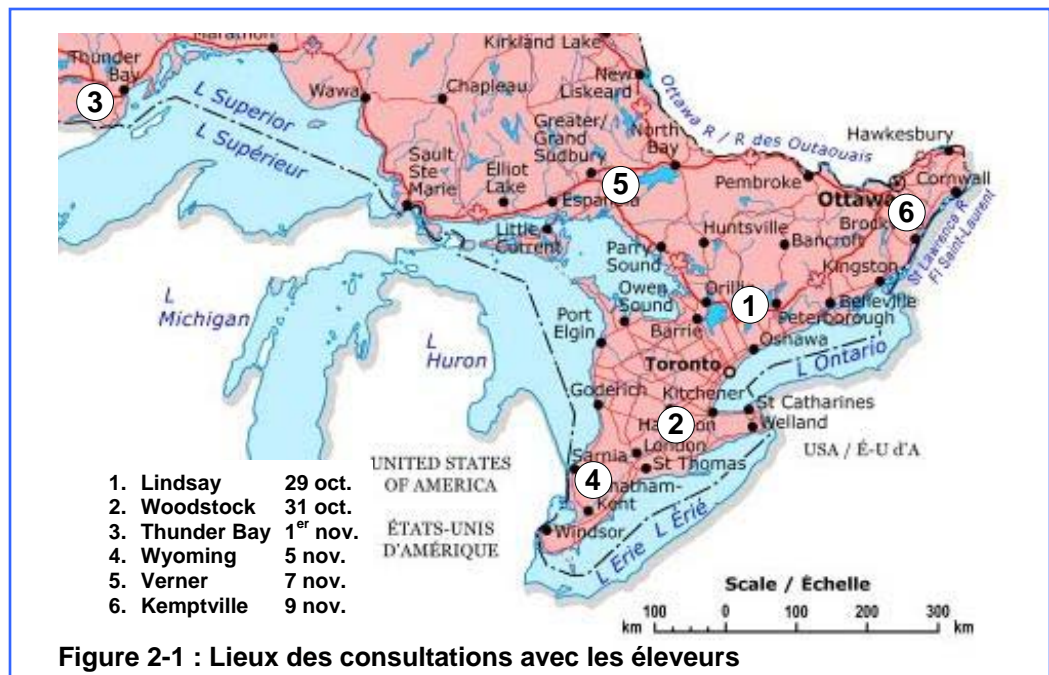 Marathon
Kirkland Lake
Thunder
Bay
3
L Superior
L Supérieur
Wawa
Chapleau
New
Liskeard
Ottawa R / R des Outaouais
Greater/
Grand
Sudbury
North
Bay
Hawkesbury
Sault
Ste
Marie
Elliot
Lake
5
Espanola
Pembroke
Ottawa
Cornwall
6
Little
Current
Parry
Sound
Huntsville
Bancroft
Kingston
St Lawrence R
Fl Saint-Laurent
L
Michigan
L
Huron
Owen
Sound
Port
Elgin
Orillia
1
Barrie
Peterborough
Belleville
Oshawa
Toronto
L Ontario
Goderich
Kitchener
2
St Catharines
Welland
London
Sarnia
St Thomas
4
Kent
Windsor
L Erie L Érié
UNITED STATES
OF AMERICA
ÉTATS-UNIS
D'AMÉRIQUE
USA / É-U d'A
1. Lindsay 29 oct.
2. Woodstock 31 oct.
3. Thunder Bay 1er nov.
4. Wyoming 5 nov.
5. Verner 7 nov.
6. Kemptville 9 nov.
Scale / Échelle
100 0 100 200 300
km km
Figure 2-1 : Lieux des consultations avec les éleveurs